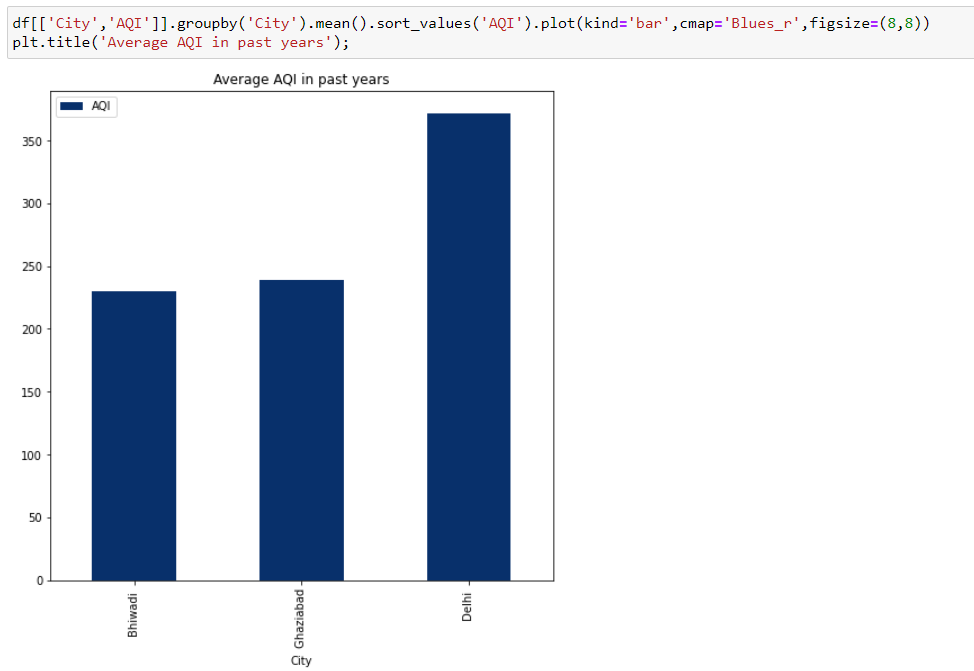 df[['City','AQI']].groupby('City').mean().sort_values('AQI').plot(kind='bar',cmap='Blues_r',figsize=(8,8))
plt.title('Average AQI in past years');
Average AQI in past years
AQI
350
300
250
200
150
100
50
0
Bhiwadi
Ghaziabad
Delhi
City